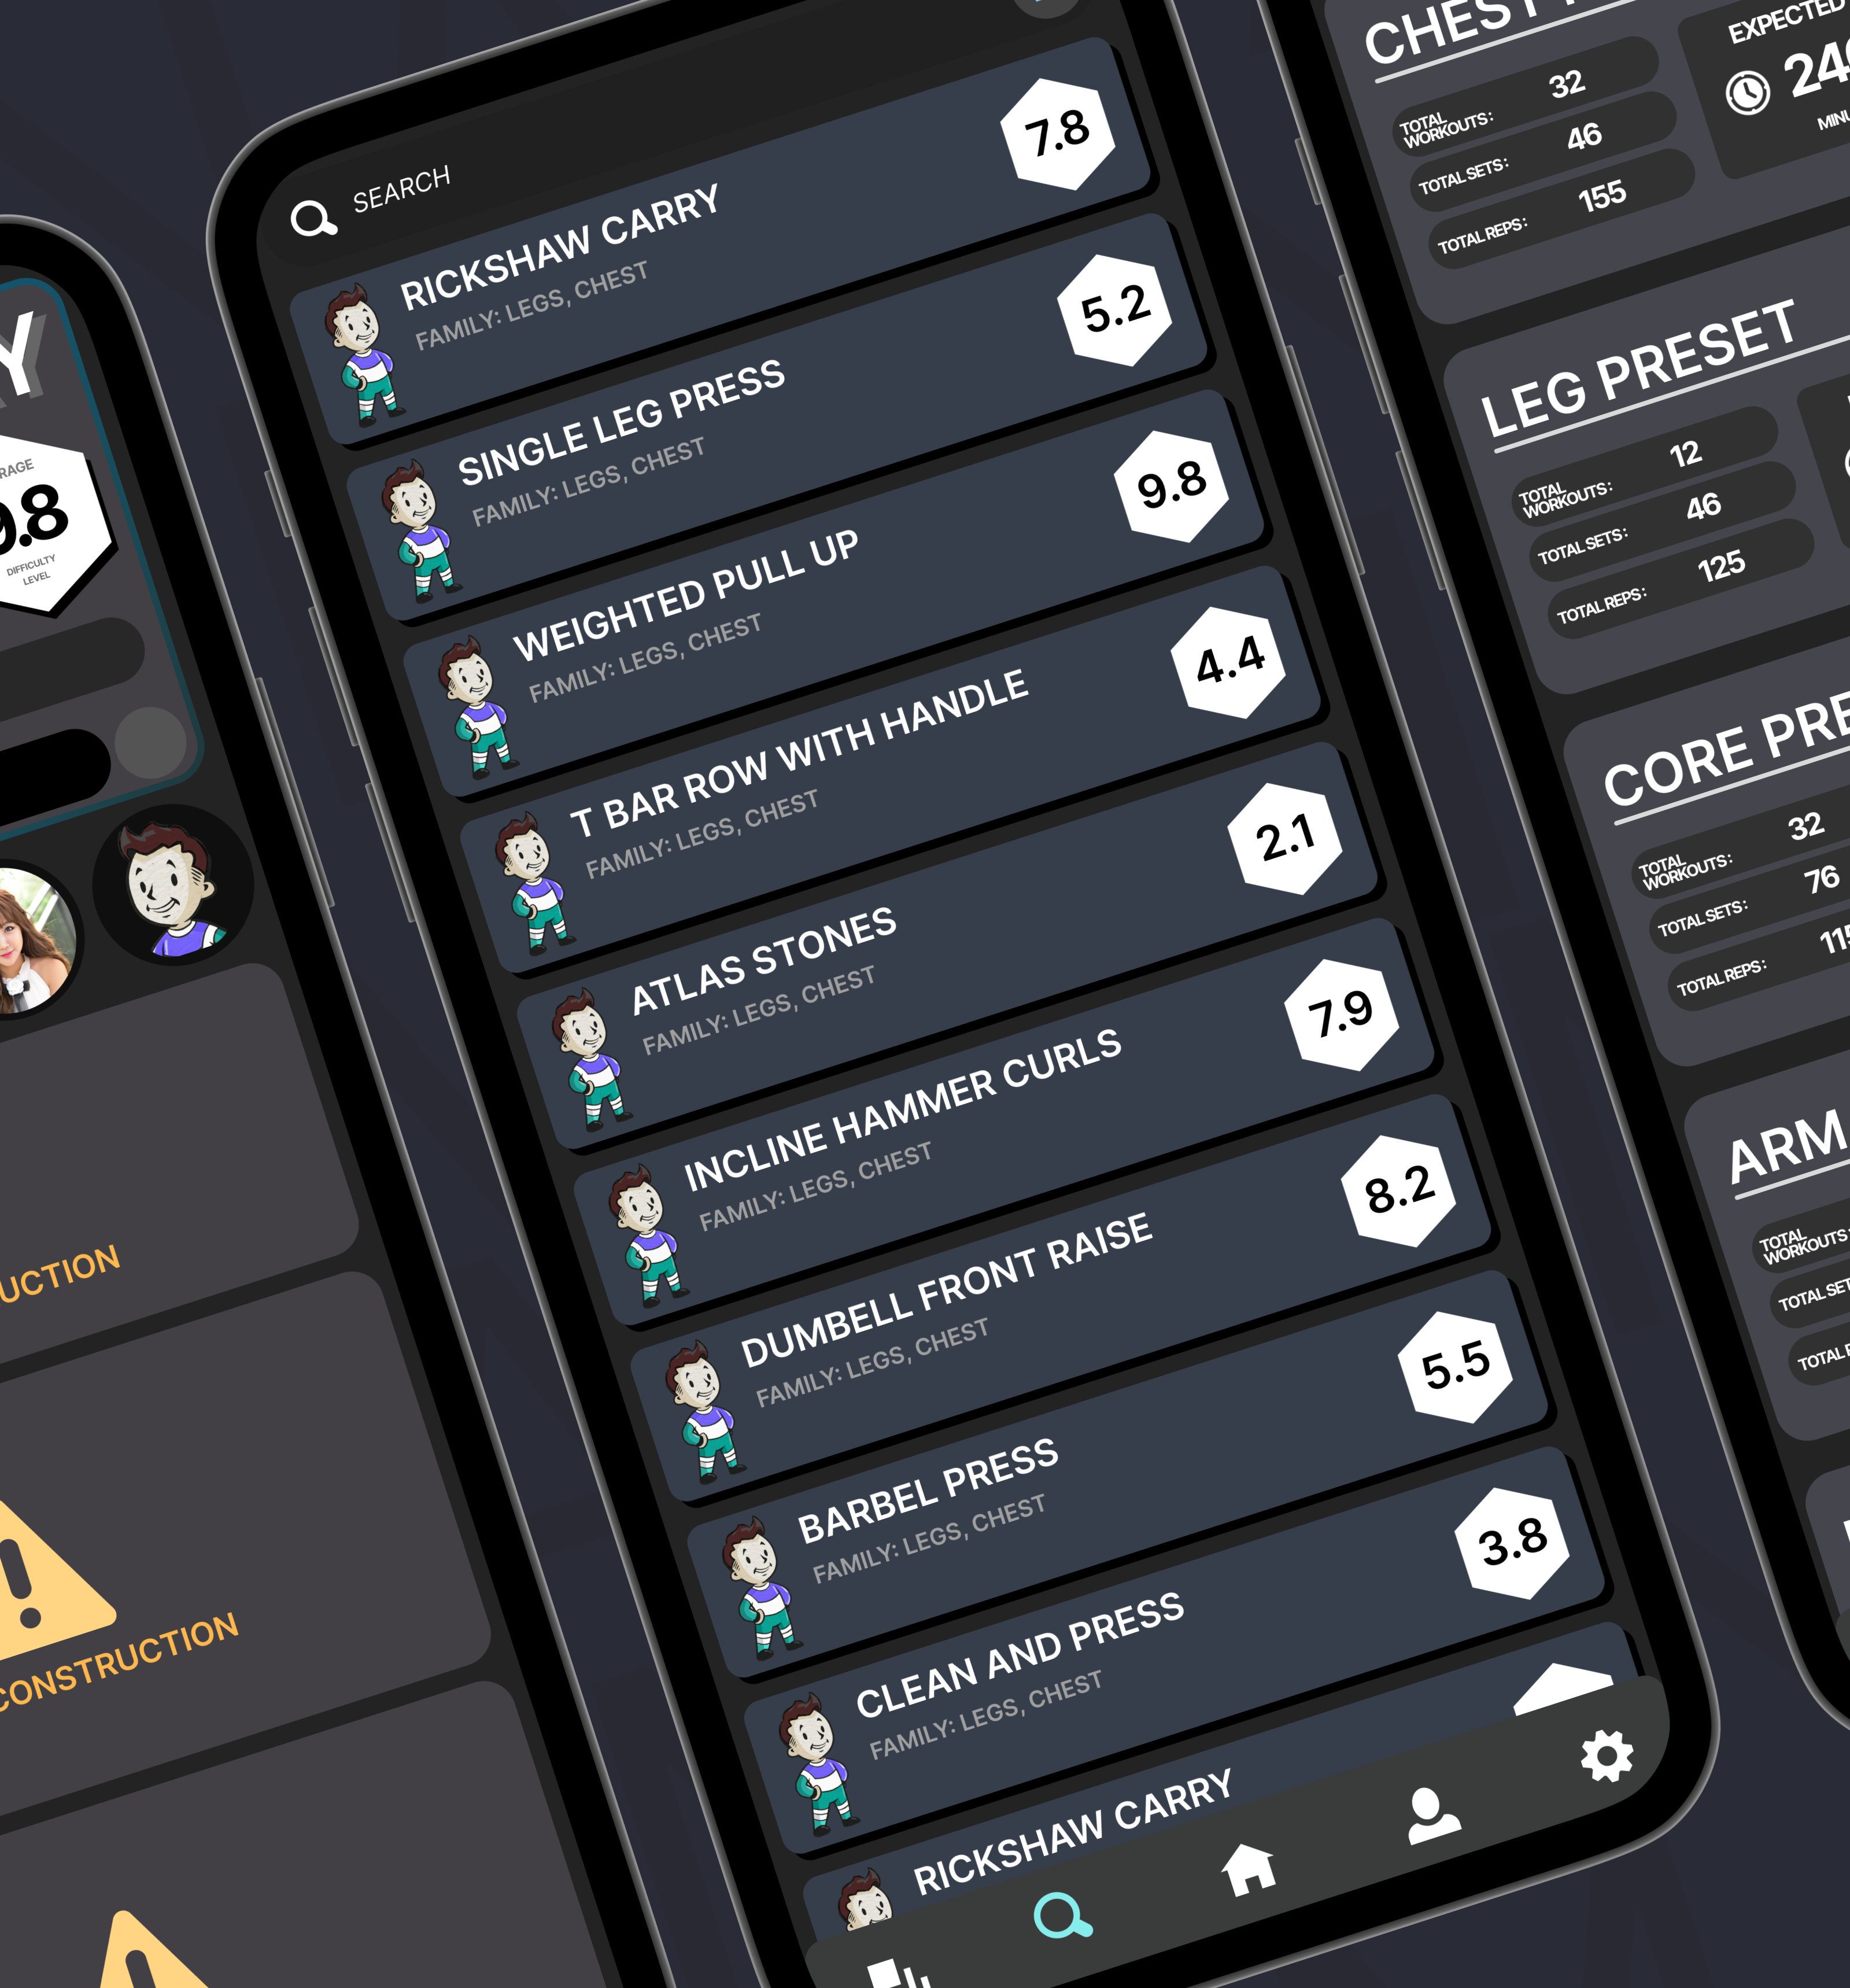 Y
9.8
DIFFICULTY
LEVEL
CONSTRUCTION
SEARCH
RICKSHAW CARRY
FAMILY: LEGS, CHEST
7.8
SINGLE LEG PRESS
FAMILY: LEGS, CHEST
5.2
WEIGHTED PULL UP
FAMILY: LEGS, CHEST
9.8
T BAR ROW WITH HANDLE
FAMILY: LEGS, CHEST
4.4
ATLAS STONES
FAMILY: LEGS, CHEST
2.1
INCLINE HAMMER CURLS
FAMILY: LEGS, CHEST
7.9
DUMBELL FRONT RAISE
FAMILY: LEGS, CHEST
8.2
BARBEL PRESS
FAMILY: LEGS, CHEST
5.5
CLEAN AND PRESS
FAMILY: LEGS, CHEST
3.8
RICKSHAW CARRY
CHEST
TOTAL
WORKOUTS: 32
TOTAL SETS: 46
TOTAL REPS: 155
EXPECTED
240
LEG PRESET
TOTAL
WORKOUTS: 12
TOTAL SETS: 46
TOTAL REPS: 125
CORE PRE
TOTAL
WORKOUTS: 32
TOTAL SETS: 76
TOTAL REPS: 115
ARM
TOTAL
WORKOUTS:
TOTAL SET
TOTAL